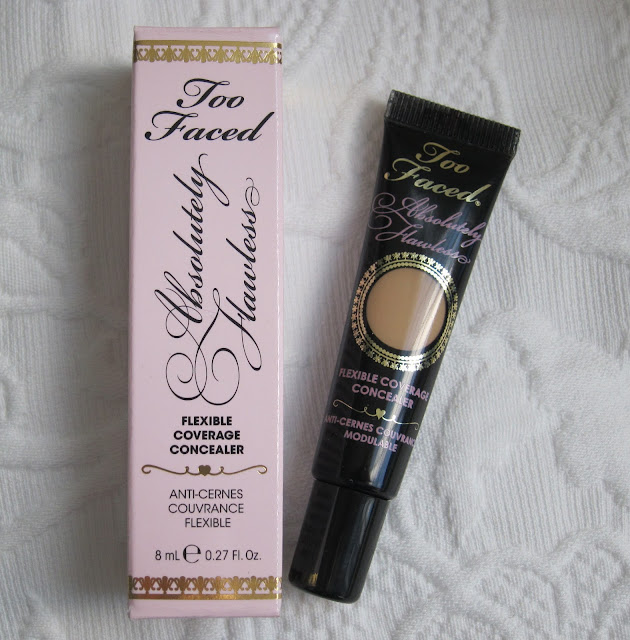 Too
Faced
Absolutely
Flawless
FLEXIBLE
COVERAGE
CONCEALER
ANTI-CERNES
COUVRANCE
FLEXIBLE
8 mL ℮ 0.27 Fl. Oz.
Too
Faced.
Absolutely
Flawless
FLEXIBLE COVERAGE
CONCEALER
ANTI-CERNES COUVRANCE
MODULABLE